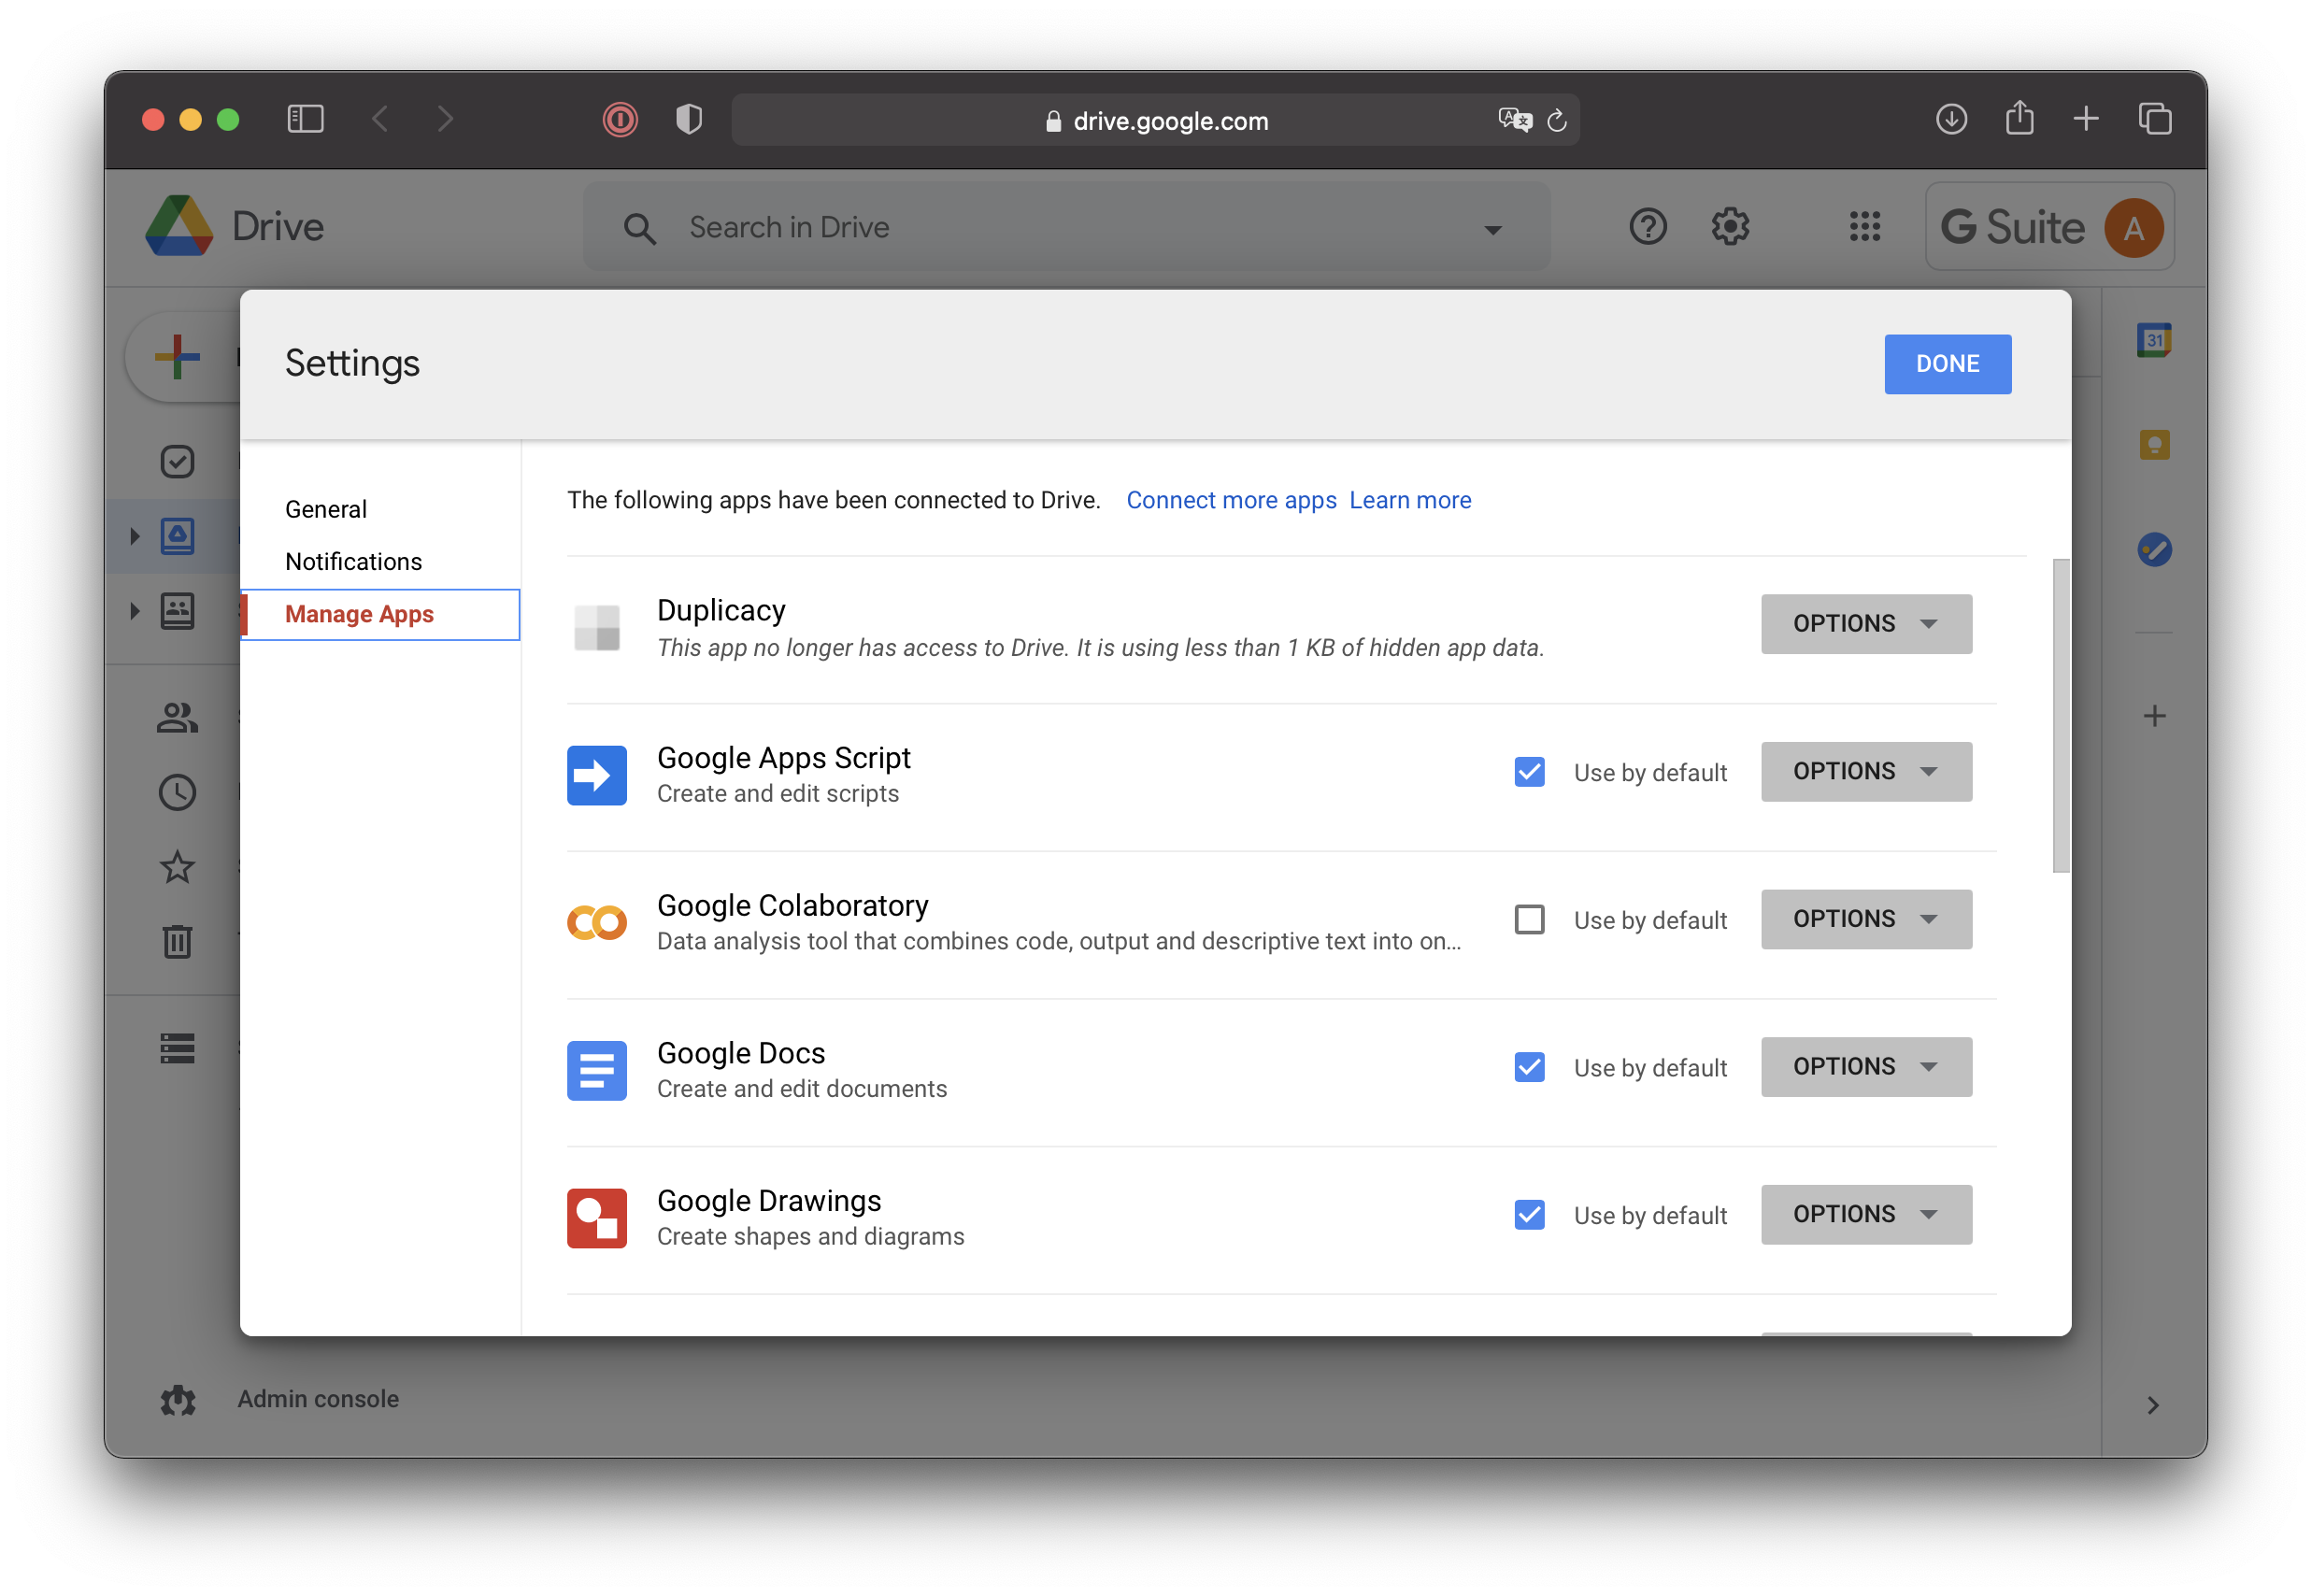 drive.google.com
Drive
Search in Drive
G Suite
A
Settings
DONE
31
General
Notifications
Manage Apps
The following apps have been connected to Drive. Connect more apps Learn more
Duplicacy
This app no longer has access to Drive. It is using less than 1 KB of hidden app data.
OPTIONS
Google Apps Script
Create and edit scripts
Use by default
OPTIONS
Google Colaboratory
Data analysis tool that combines code, output and descriptive text into on...
Use by default
OPTIONS
Google Docs
Create and edit documents
Use by default
OPTIONS
Google Drawings
Create shapes and diagrams
Use by default
OPTIONS
Admin console